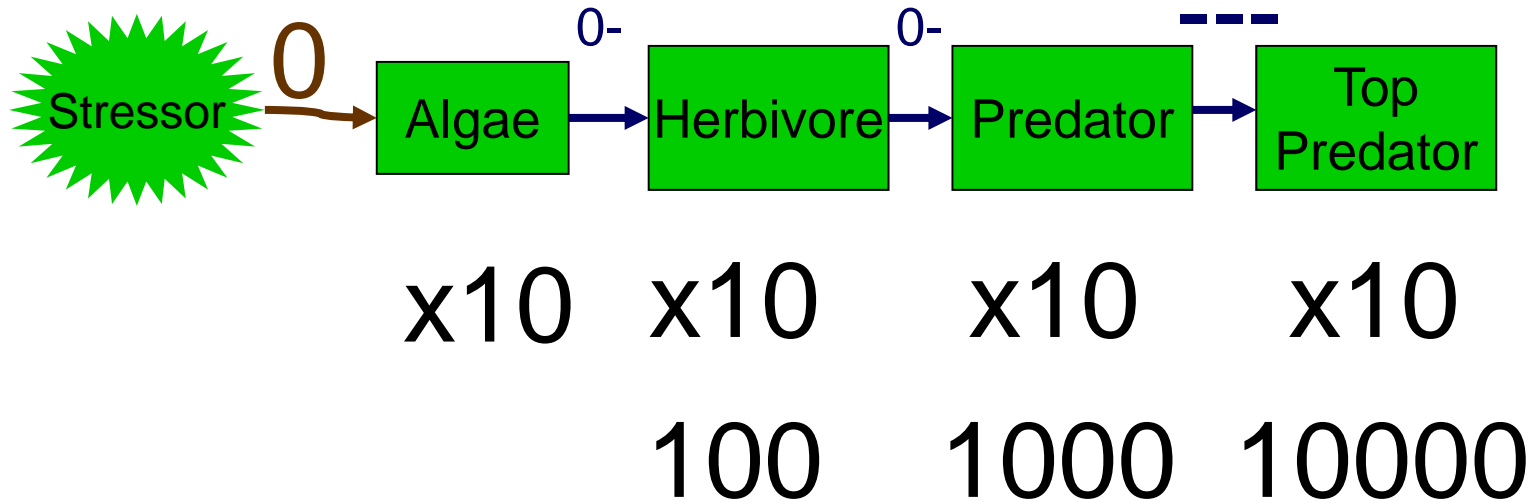 0
0-
0-
---
Stressor
Algae
Herbivore
Predator
Top
Predator
x10
x10
x10
x10
100
1000
10000